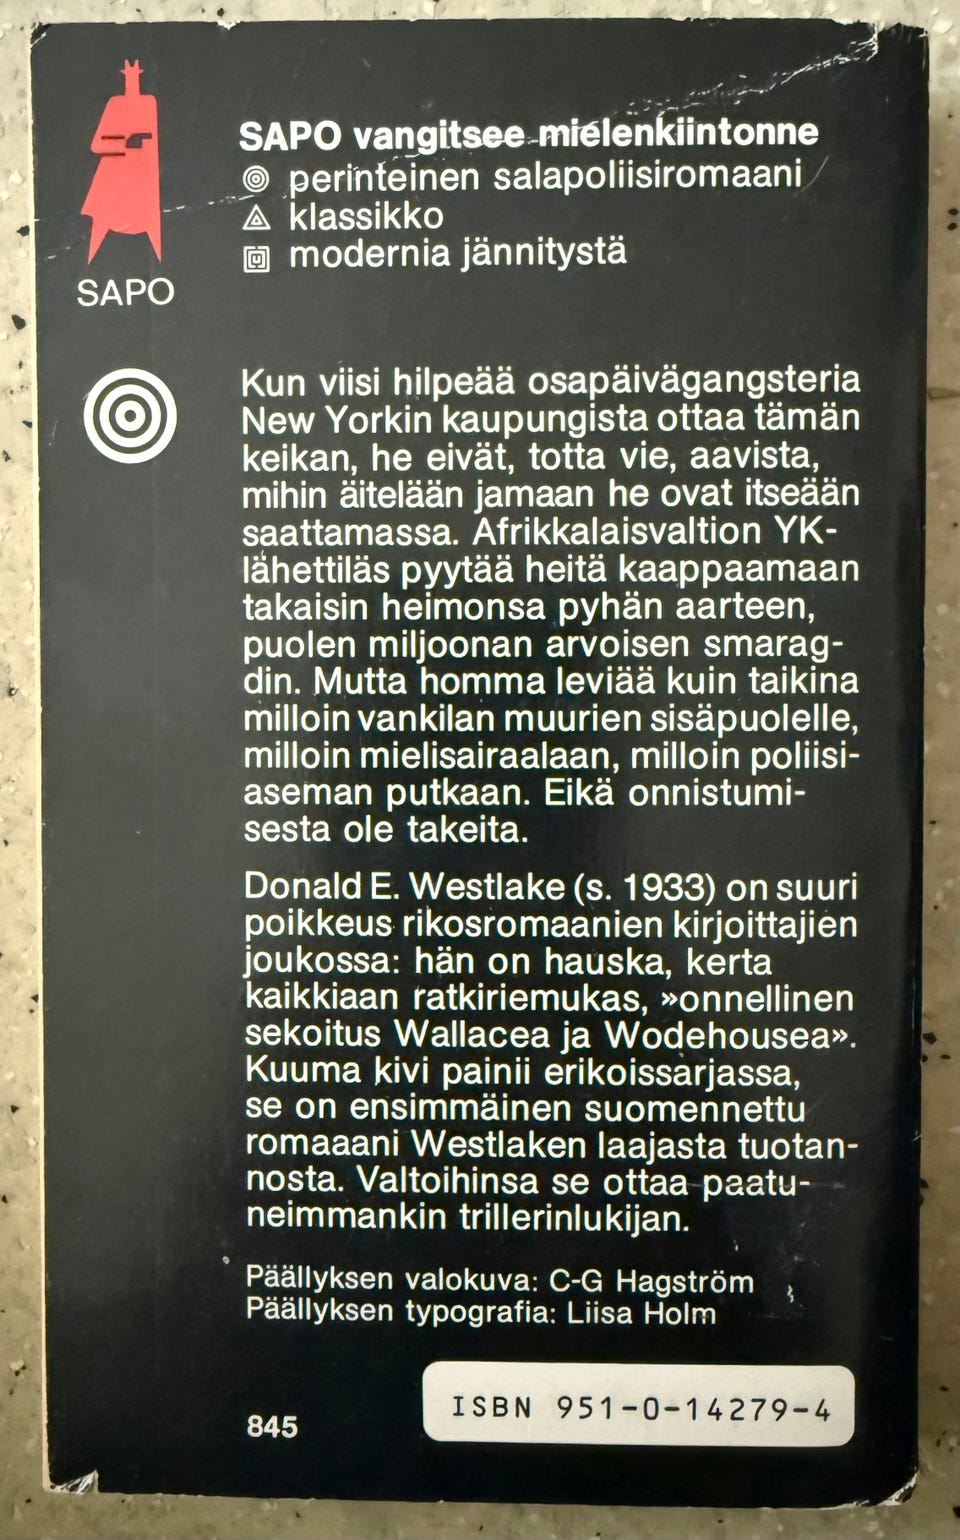 SAPO vangitsee mielenkiintonne
perinteinen salapoliisiromaani
klassikko
modernia jännitystä
SAPO
Kun viisi hilpeää osapäivägangsteria
New Yorkin kaupungista ottaa tämän
keikan, he eivät, totta vie, aavista,
mihin äitelään jamaan he ovat itseään
saattamassa. Afrikkalaisvaltion YK-
lähettiläs pyytää heitä kaappaamaan
takaisin heimonsa pyhän aarteen,
puolen miljoonan arvoisen smarag-
din. Mutta homma leviää kuin taikina
milloin vankilan muurien sisäpuolelle,
milloin mielisairaalaan, milloin poliisi-
aseman putkaan. Eikä onnistumi-
sesta ole takeita.
Donald E. Westlake (s. 1933) on suuri
poikkeus rikosromaanien kirjoittajien
joukossa: hän on hauska, kerta
kaikkiaan ratkiriemukas, »onnellinen
sekoitus Wallacea ja Wodehousea».
Kuuma kivi painii erikoissarjassa,
se on ensimmäinen suomennettu
romaaani Westlaken laajasta tuotan-
nosta. Valtoihinsa se ottaa paatu-
neimmankin trillerinlukijan.
Päällyksen valokuva: C-G Hagström
Päällyksen typografia: Liisa Holm
ISBN 951-0-14279-4
845